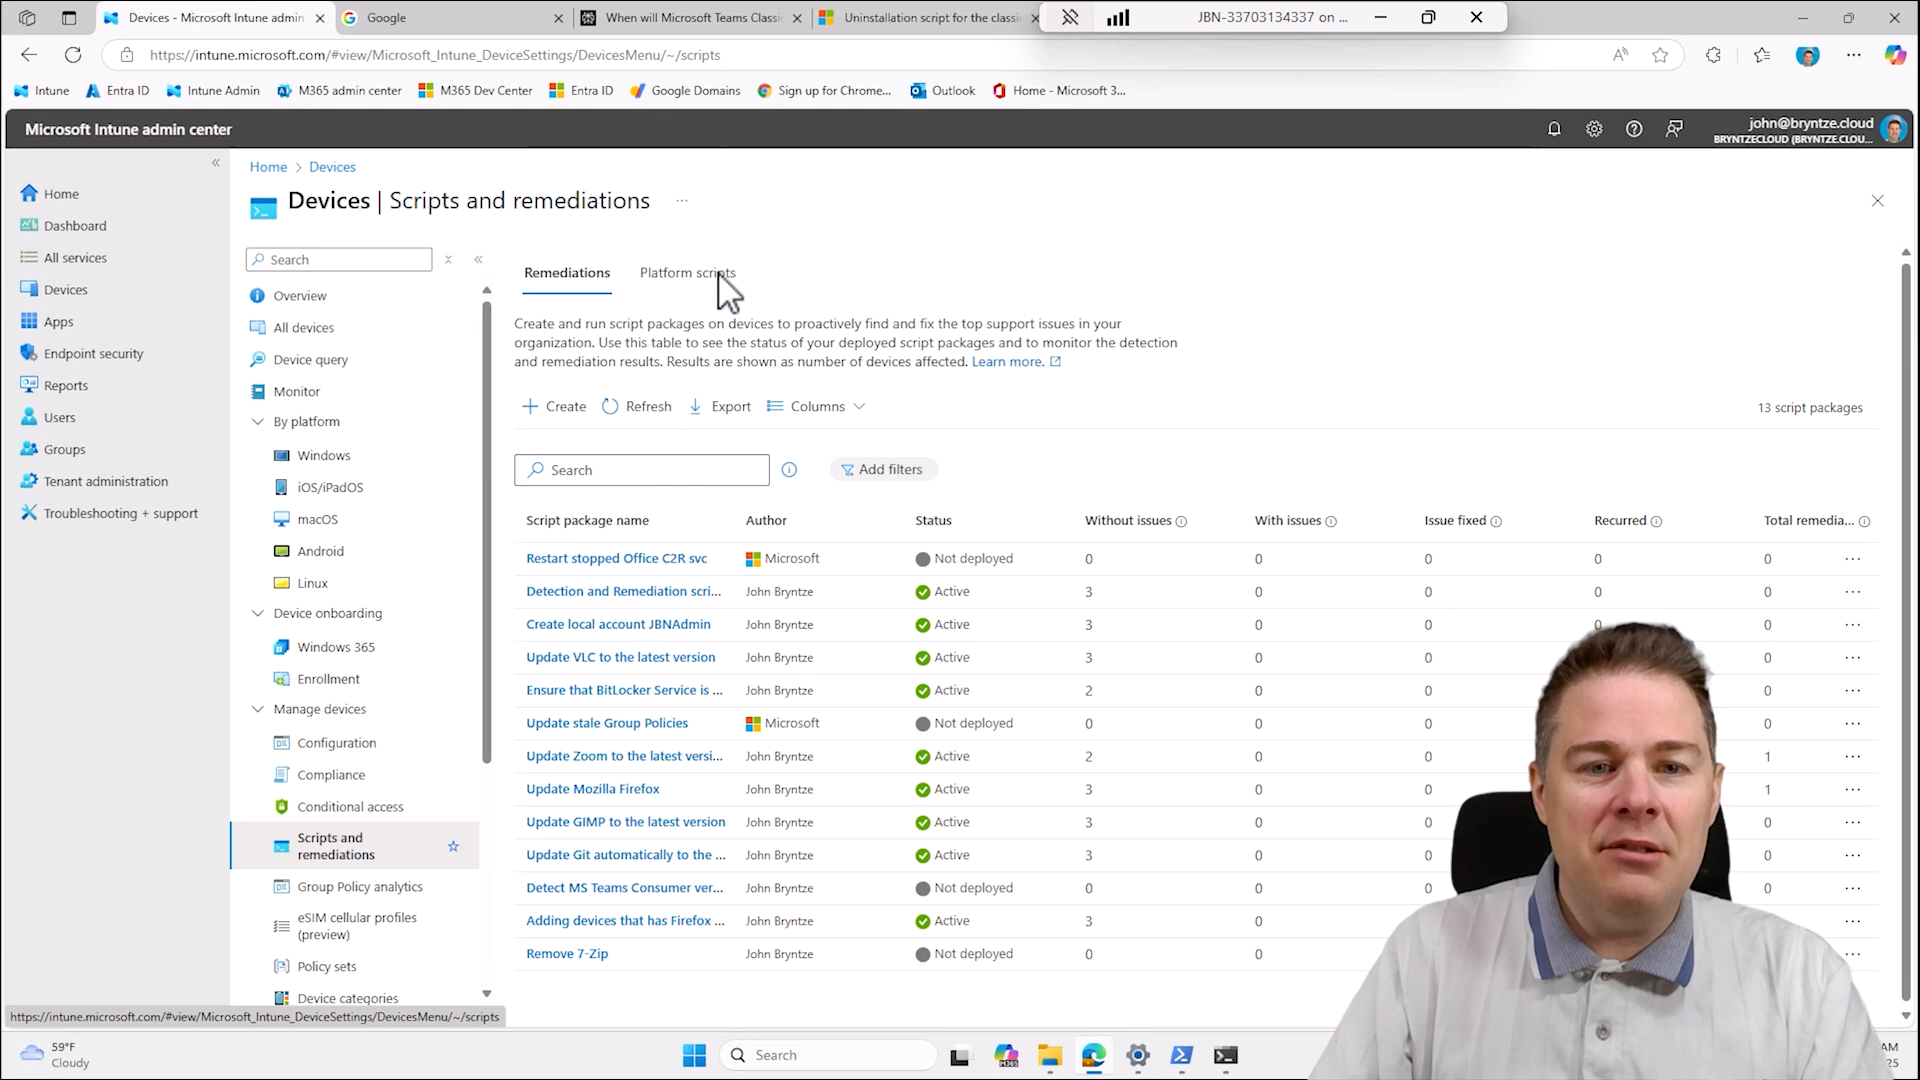 Devices - Microsoft Intune admin
Google
When will Microsoft Teams Classi
Uninstallation script for the classi
JBN-33703134337 on ...
https://intune.microsoft.com/#view/Microsoft_Intune_DeviceSettings/DevicesMenu/~/scripts
Intune
Entra ID
Intune Admin
M365 admin center
M365 Dev Center
Entra ID
Google Domains
Sign up for Chrome...
Outlook
Home - Microsoft 3...
Microsoft Intune admin center
john@bryntze.cloud
BRYNTZECLOUD (BRYNTZE.CLOU...
Home
Dashboard
All services
Devices
Apps
Endpoint security
Reports
Users
Groups
Tenant administration
Troubleshooting + support
Home > Devices
Devices | Scripts and remediations ...
Search
Overview
All devices
Device query
Monitor
By platform
Windows
iOS/iPadOS
macOS
Android
Linux
Device onboarding
Windows 365
Enrollment
Manage devices
Configuration
Compliance
Conditional access
Scripts and
remediations
Group Policy analytics
eSIM cellular profiles
(preview)
Policy sets
Device categories
Remediations Platform scripts
Create and run script packages on devices to proactively find and fix the top support issues in your
organization. Use this table to see the status of your deployed script packages and to monitor the detection
and remediation results. Results are shown as number of devices affected. Learn more.
Create Refresh Export Columns
13 script packages
Search
Add filters
Script package name Author Status Without issues With issues Issue fixed Recurred Total remedia...
Restart stopped Office C2R svc Microsoft Not deployed 0 0 0 0 0 ...
Detection and Remediation scri... John Bryntze Active 3 0 0 0 0 ...
Create local account JBNAdmin John Bryntze Active 3 0 0 0 0 ...
Update VLC to the latest version John Bryntze Active 3 0 0 0 ...
Ensure that BitLocker Service is ... John Bryntze Active 2 0 0 0 ...
Update stale Group Policies Microsoft Not deployed 0 0 0 0 ...
Update Zoom to the latest versi... John Bryntze Active 2 0 0 1 ...
Update Mozilla Firefox John Bryntze Active 3 0 0 1 ...
Update GIMP to the latest version John Bryntze Active 3 0 0 0 ...
Update Git automatically to the ... John Bryntze Active 3 0 0 0 ...
Detect MS Teams Consumer ver... John Bryntze Not deployed 0 0 0 0 ...
Adding devices that has Firefox ... John Bryntze Active 3 0 ...
Remove 7-Zip John Bryntze Not deployed 0 0 ...
https://intune.microsoft.com/#view/Microsoft_Intune_DeviceSettings/DevicesMenu/~/scripts
59°F
Cloudy
Search
AM
25